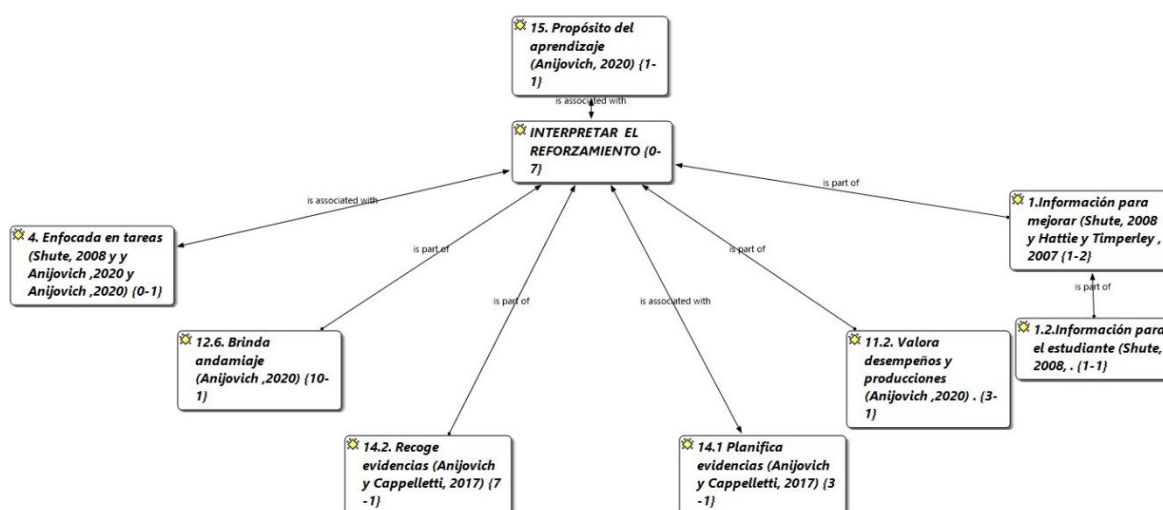 15. Propósito del
aprendizaje
(Anijovich, 2020) {1-
1}
is associated with
INTERPRETAR EL
REFORZAMIENTO {0-
7}
is part of
is associated with
1.Información para
mejorar (Shute, 2008
y Hattie y Timperley ,
2007 {1-2}
4. Enfocada en tareas
(Shute, 2008 y y
Anijovich ,2020 y
Anijovich ,2020) {0-1}
is part of
is part of
is part of
is part of
is associated with
12.6. Brinda
andamiaje
(Anijovich ,2020) {10-
1}
11.2. Valora
desempeños y
producciones
(Anijovich ,2020) . {3-
1}
1.2.Información para
el estudiante (Shute,
2008, . {1-1}
14.2. Recoge
evidencias (Anijovich
y Cappelletti, 2017) {7
-1}
14.1 Planifica
evidencias (Anijovich
y Cappelletti, 2017) {3
-1}